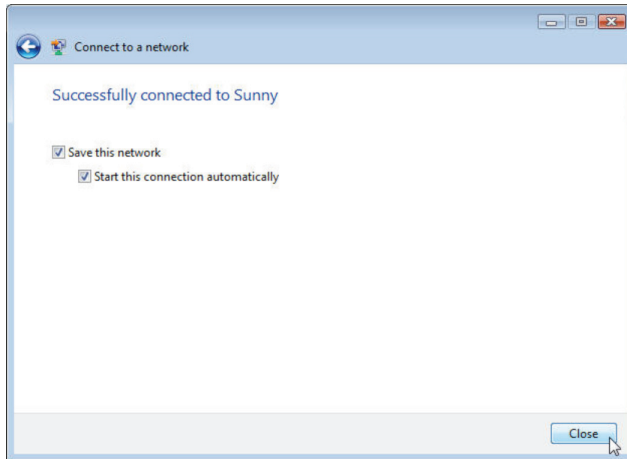 Connect to a network
Successfully connected to Sunny
Save this network
Start this connection automatically
Close